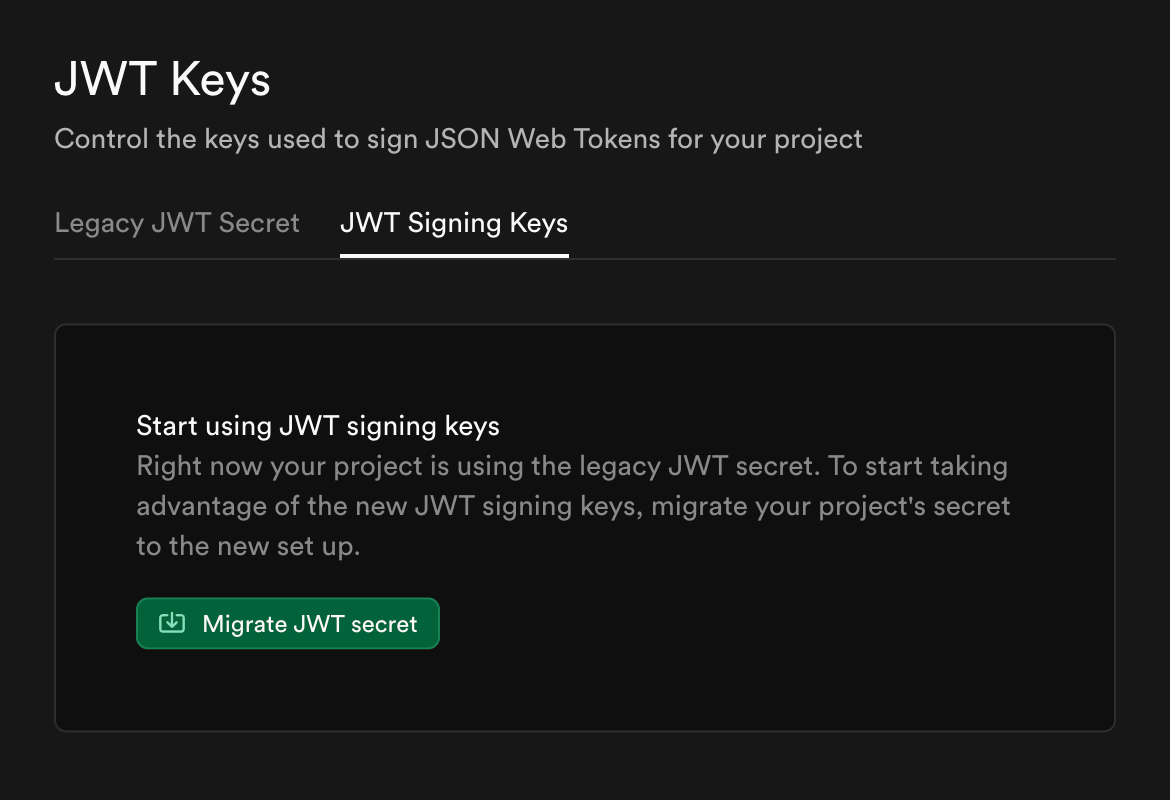 JWT Keys
Control the keys used to sign JSON Web Tokens for your project
Legacy JWT Secret
JWT Signing Keys
Start using JWT signing keys
Right now your project is using the legacy JWT secret. To start taking
advantage of the new JWT signing keys, migrate your project's secret
to the new set up.
Migrate JWT secret